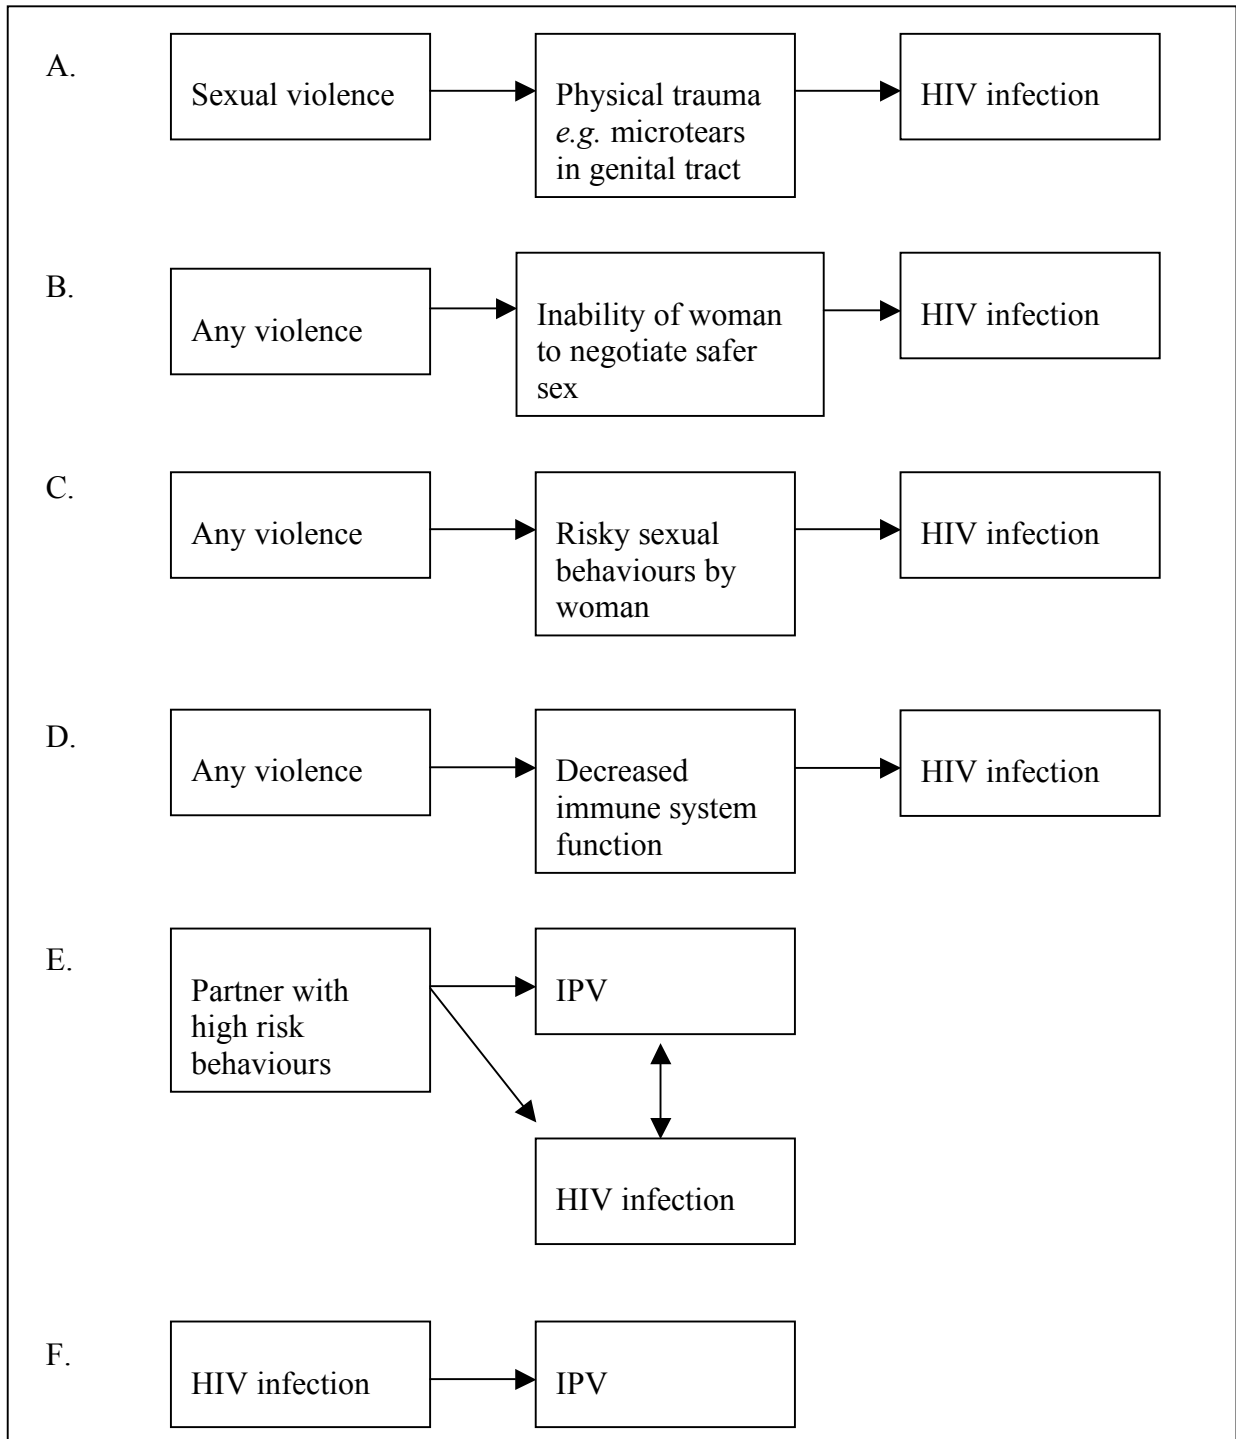 A.
Sexual violence
Physical trauma
e.g. microtears
in genital tract
HIV infection
B.
Any violence
Inability of woman
to negotiate safer
sex
HIV infection
C.
Any violence
Risky sexual
behaviours by
woman
HIV infection
D.
Any violence
Decreased
immune system
function
HIV infection
E.
Partner with
high risk
behaviours
IPV
HIV infection
F.
HIV infection
IPV